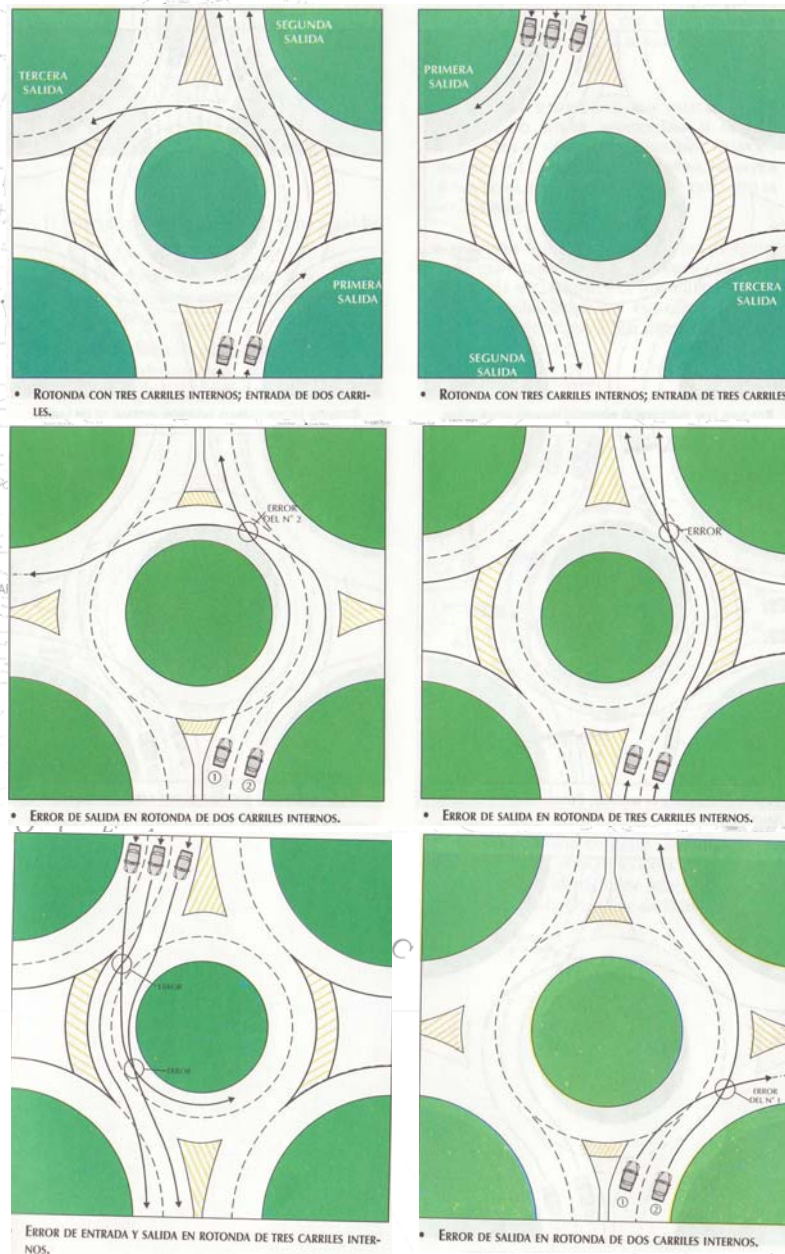 SEGUNDA
SALIDA
TERCERA
SALIDA
PRIMERA
SALIDA
• ROTONDA CON TRES CARRILES INTERNOS; ENTRADA DE DOS CARRI-
LES.
PRIMERA
SALIDA
TERCERA
SALIDA
SEGUNDA
SALIDA
• ROTONDA CON TRES CARRILES INTERNOS; ENTRADA DE TRES CARRILES
ERROR
DEL Nº 2
1
2
• ERROR DE SALIDA EN ROTONDA DE DOS CARRILES INTERNOS.
ERROR
• ERROR DE SALIDA EN ROTONDA DE TRES CARRILES INTERNOS.
ERROR
ERROR
ERROR DE ENTRADA Y SALIDA EN ROTONDA DE TRES CARRILES INTER-
NOS.
ERROR
DEL Nº 1
1
2
• ERROR DE SALIDA EN ROTONDA DE DOS CARRILES INTERNOS.